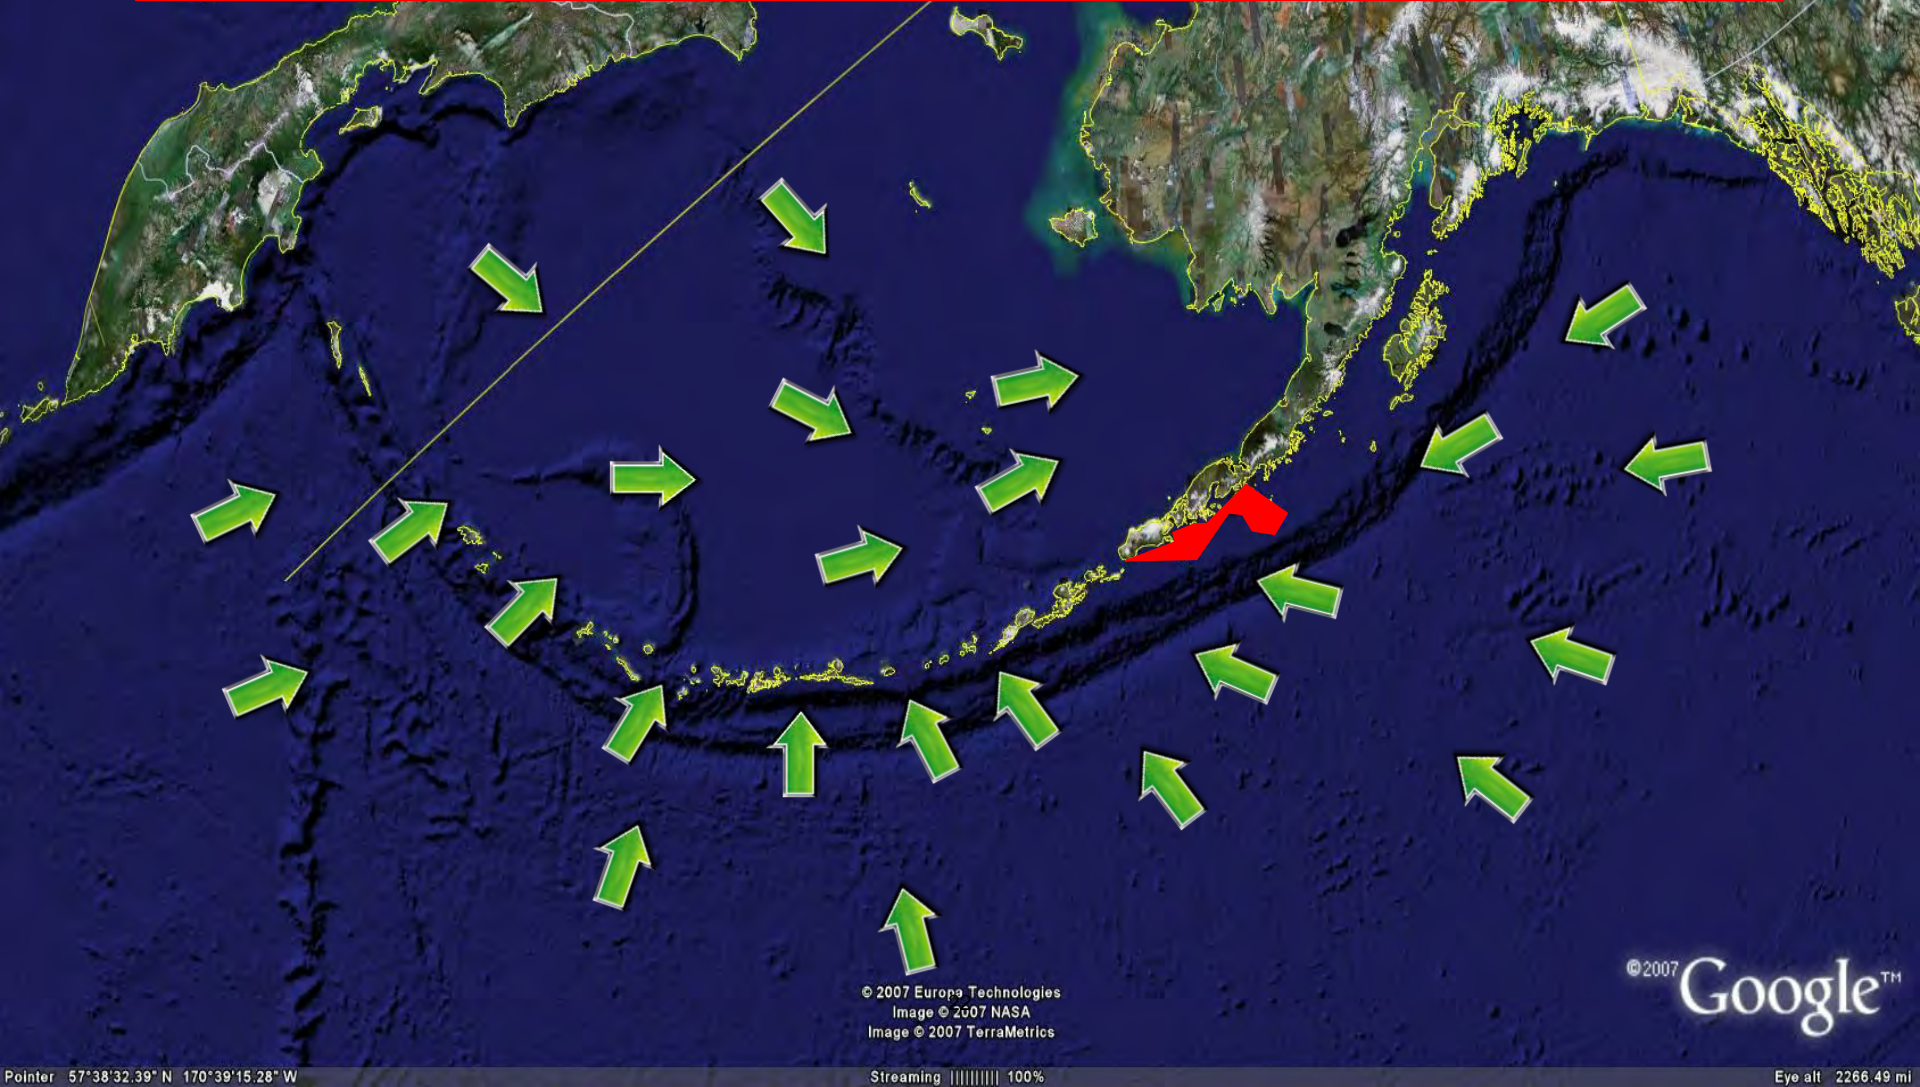 © 2007 Europa Technologies
Image © 2007 NASA
Image © 2007 TerraMetrics
©2007 Google™
Pointer 57°38'32.39" N 170°39'15.28" W
Streaming |||||||||| 100%
Eye alt 2266.49 mi